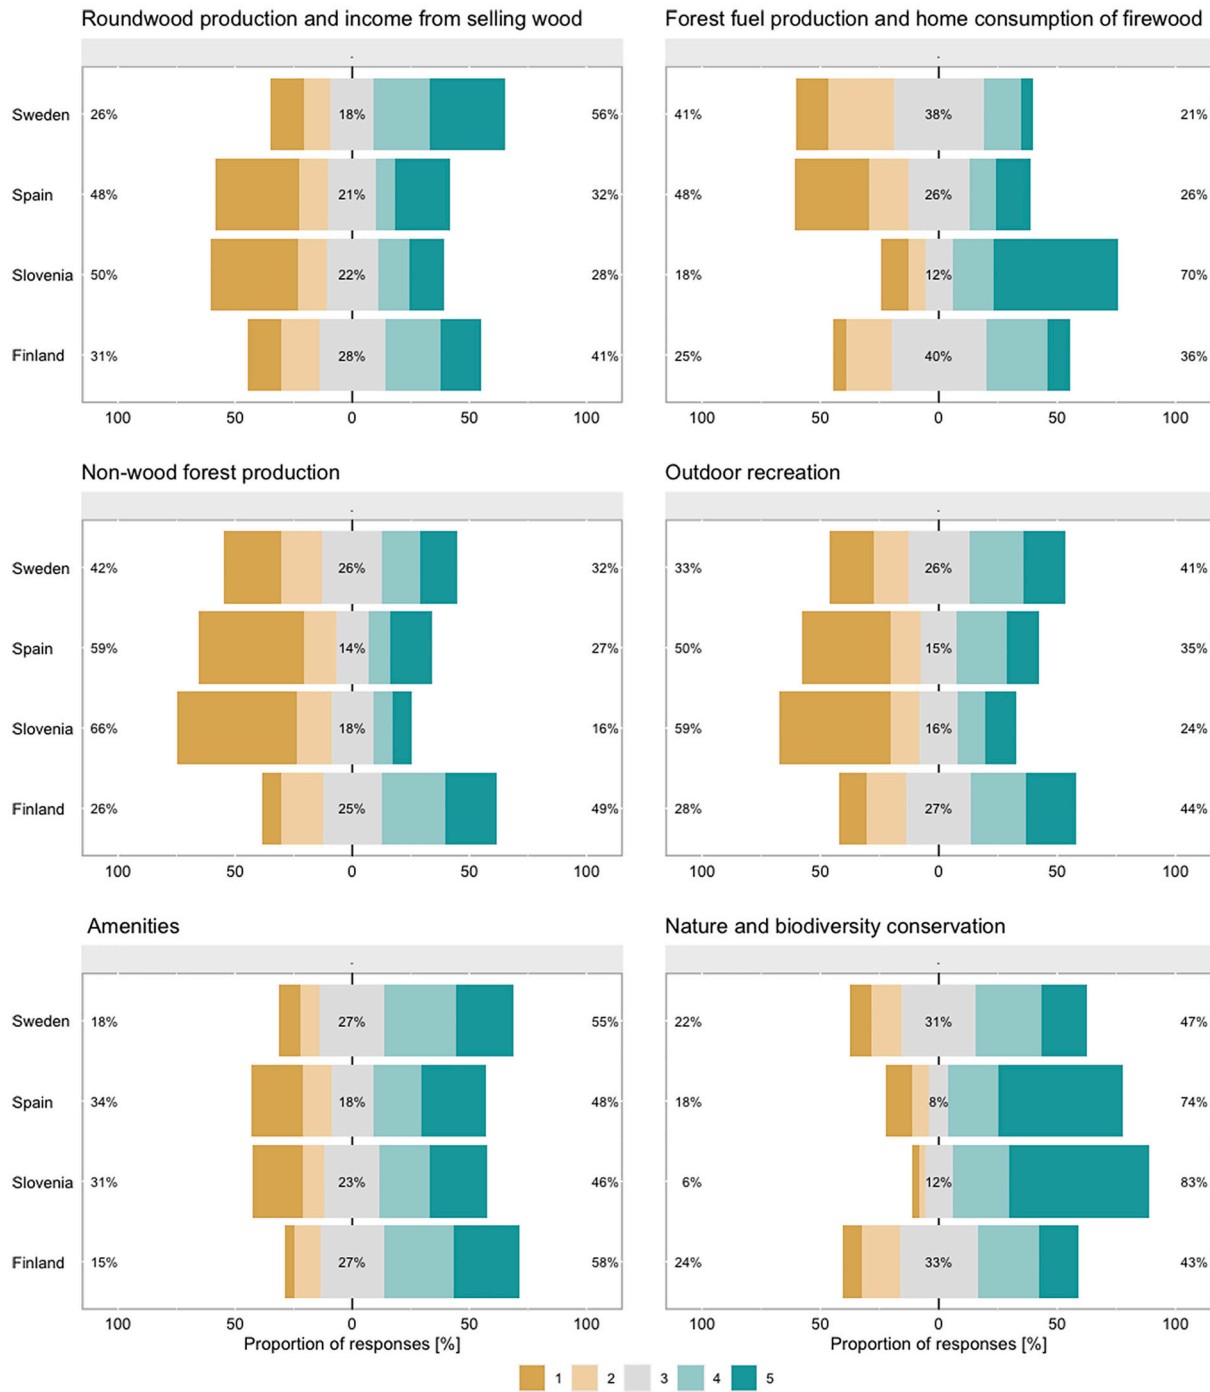 Roundwood production and income from selling wood
Forest fuel production and home consumption of firewood
Sweden 26% 18% 56%
41% 38% 21%
Spain 48% 21% 32%
48% 26% 26%
Slovenia 50% 22% 28%
18% 12% 70%
Finland 31% 28% 41%
25% 40% 36%
100 50 0 50 100
100 50 0 50 100
Non-wood forest production
Outdoor recreation
Sweden 42% 26% 32%
33% 26% 41%
Spain 59% 14% 27%
50% 15% 35%
Slovenia 66% 18% 16%
59% 16% 24%
Finland 26% 25% 49%
28% 27% 44%
100 50 0 50 100
100 50 0 50 100
Amenities
Nature and biodiversity conservation
Sweden 18% 27% 55%
22% 31% 47%
Spain 34% 18% 48%
18% 8% 74%
Slovenia 31% 23% 46%
6% 12% 83%
Finland 15% 27% 58%
24% 33% 43%
100 50 0 50 100
100 50 0 50 100
Proportion of responses [%]
Proportion of responses [%]
1 2 3 4 5